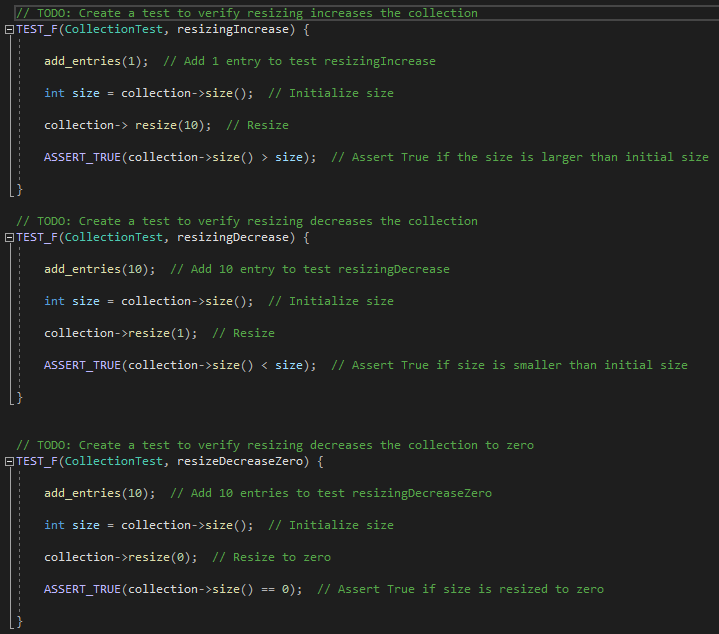 // TODO: Create a test to verify resizing increases the collection
TEST_F(CollectionTest, resizingIncrease) {
add_entries(1);  // Add 1 entry to test resizingIncrease
int size = collection->size();  // Initialize size
collection-> resize(10);  // Resize
ASSERT_TRUE(collection->size() > size);  // Assert True if the size is larger than initial size
}
// TODO: Create a test to verify resizing decreases the collection
TEST_F(CollectionTest, resizingDecrease) {
add_entries(10);  // Add 10 entry to test resizingDecrease
int size = collection->size();  // Initialize size
collection->resize(1);  // Resize
ASSERT_TRUE(collection->size() < size);  // Assert True if size is smaller than initial size
}
// TODO: Create a test to verify resizing decreases the collection to zero
TEST_F(CollectionTest, resizeDecreaseZero) {
add_entries(10);  // Add 10 entries to test resizingDecreaseZero
int size = collection->size();  // Initialize size
collection->resize(0);  // Resize to zero
ASSERT_TRUE(collection->size() == 0);  // Assert True if size is resized to zero
}